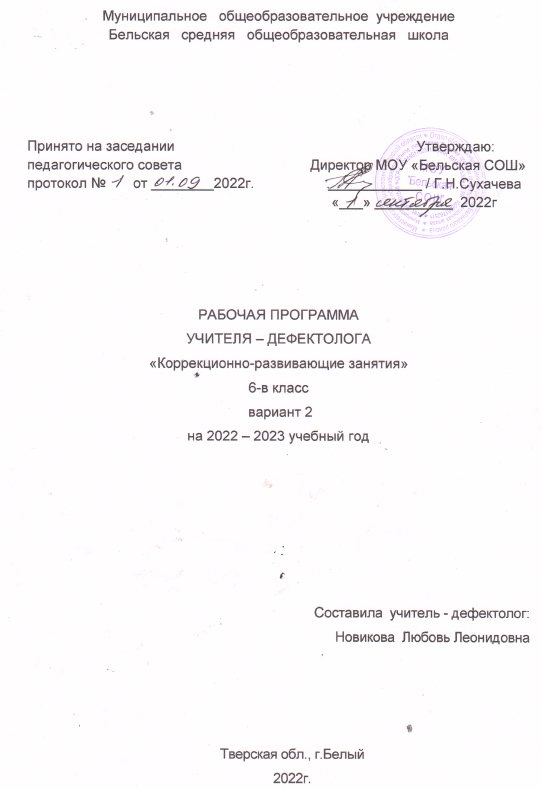 Муниципальное общеобразовательное учреждение
Бельская средняя общеобразовательная школа
Принято на заседании
педагогического совета
протокол № 1 от 01.09 2022г.
Утверждаю:
Директор МОУ «Бельская СОШ»
/ Г.Н.Сухачева
« 1 » сентября 2022г
РАБОЧАЯ ПРОГРАММА
УЧИТЕЛЯ – ДЕФЕКТОЛОГА
«Коррекционно-развивающие занятия»
6-в класс
вариант 2
на 2022 – 2023 учебный год
Составила учитель - дефектолог:
Новикова Любовь Леонидовна
Тверская обл., г.Белый
2022г.